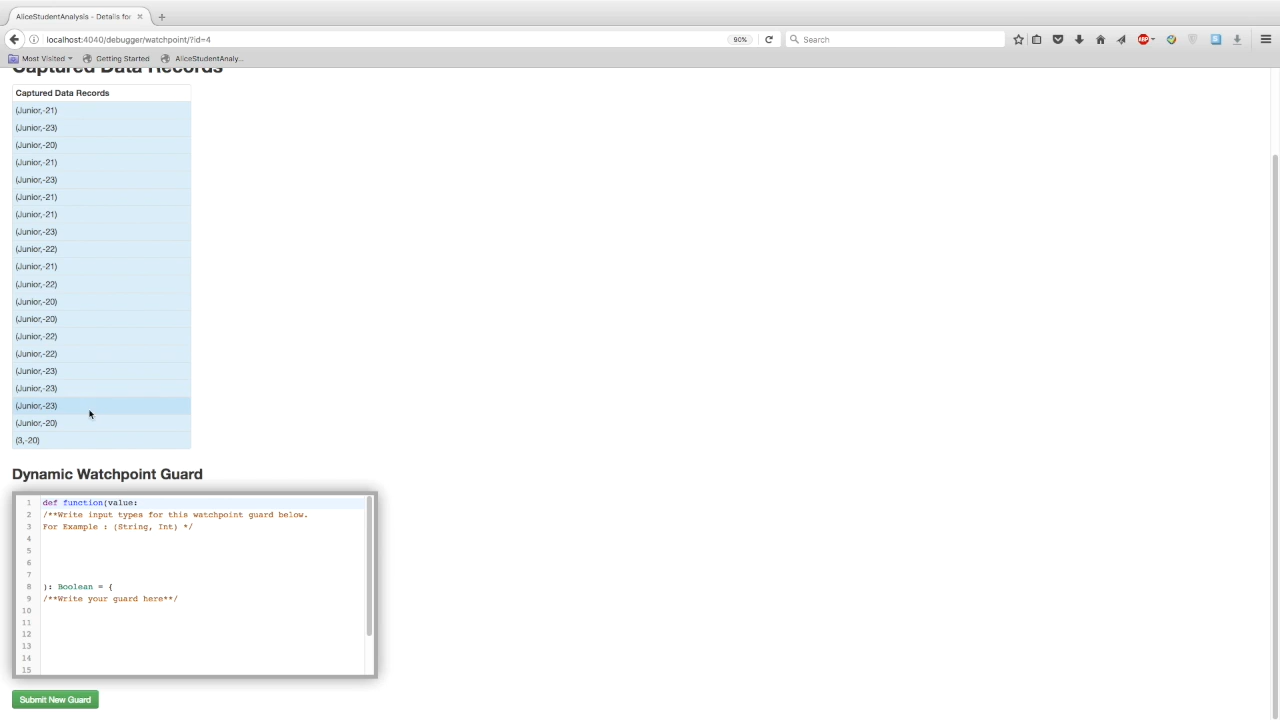 AliceStudentAnalysis - Details for
localhost:4040/debugger/watchpoint/?id=4
90%
Search
ABP
S
Most Visited
Getting Started
AliceStudentAnaly...
Captured Data Records
Captured Data Records
(Junior,-21)
(Junior,-23)
(Junior,-20)
(Junior,-21)
(Junior,-23)
(Junior,-21)
(Junior,-21)
(Junior,-23)
(Junior,-22)
(Junior,-21)
(Junior,-22)
(Junior,-20)
(Junior,-20)
(Junior,-22)
(Junior,-22)
(Junior,-23)
(Junior,-23)
(Junior,-23)
(Junior,-20)
(3,-20)
Dynamic Watchpoint Guard
1 def function(value:
2 /**Write input types for this watchpoint guard below.
3 For Example : (String, Int) */
4
5
6
7
8 ): Boolean = {
9 /**Write your guard here**/
10
11
12
13
14
15
Submit New Guard